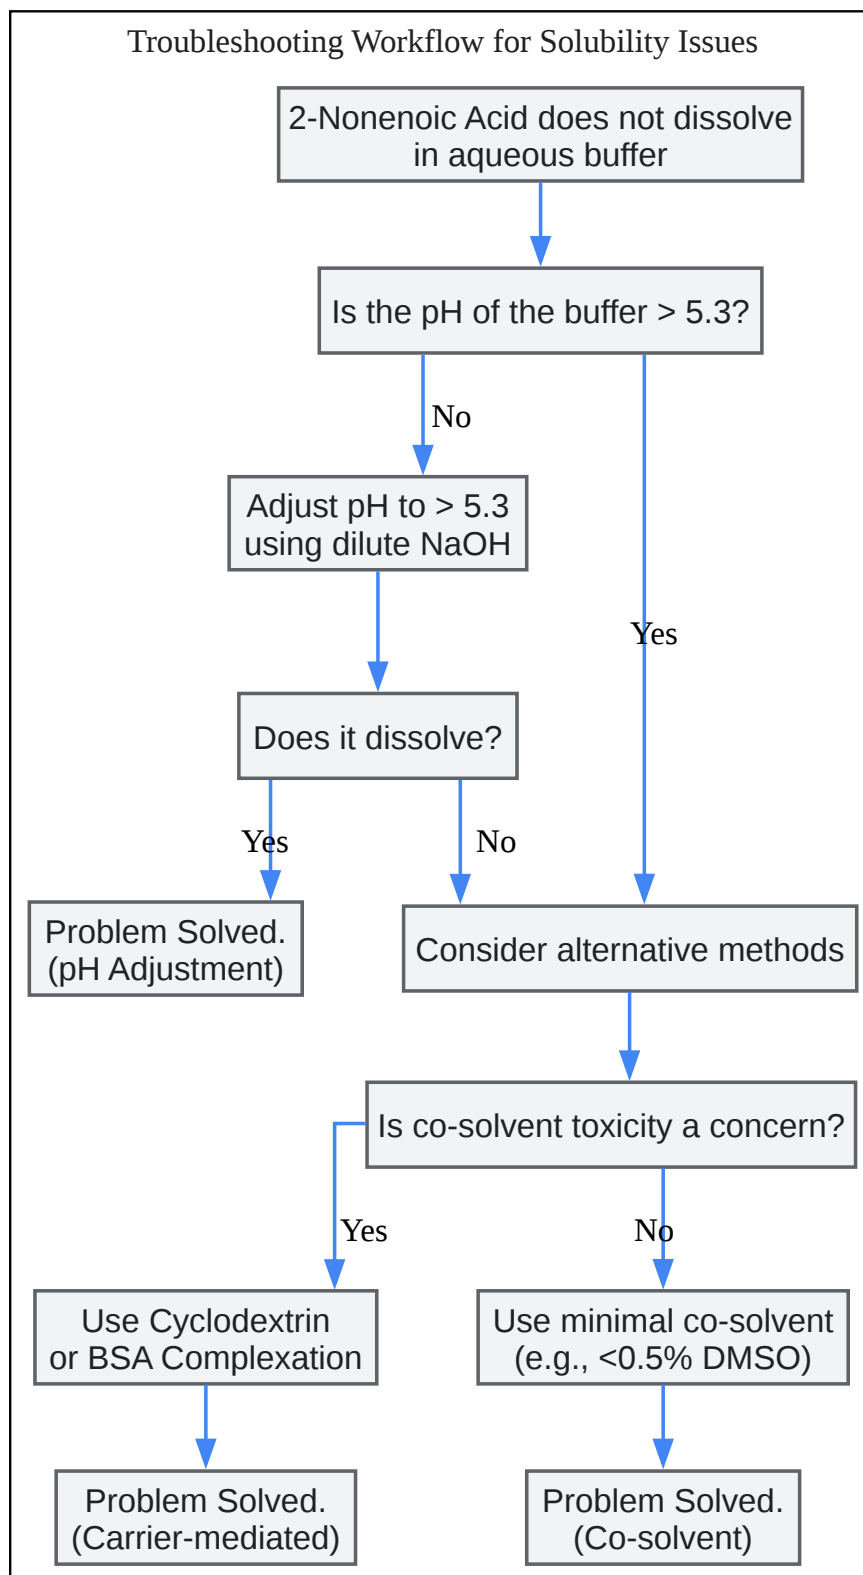 Troubleshooting Workflow for Solubility Issues
2-Nonenoic Acid does not dissolve
in aqueous buffer
Is the pH of the buffer > 5.3?
No
Adjust pH to > 5.3
using dilute NaOH
Yes
Does it dissolve?
Yes
No
Problem Solved.
(pH Adjustment)
Consider alternative methods
Is co-solvent toxicity a concern?
Yes
No
Use Cyclodextrin
or BSA Complexation
Use minimal co-solvent
(e.g., <0.5% DMSO)
Problem Solved.
(Carrier-mediated)
Problem Solved.
(Co-solvent)